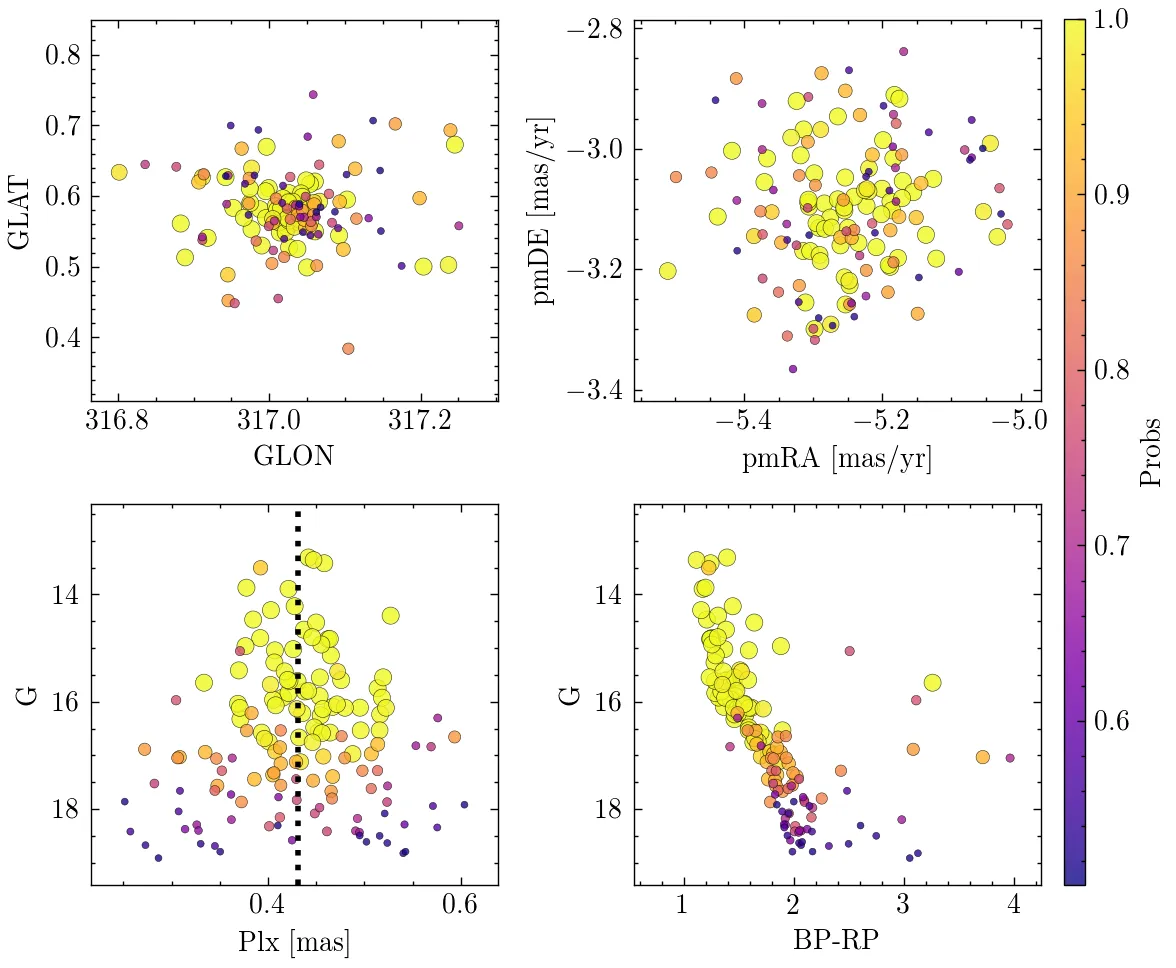 0.8
0.7
0.6
0.5
0.4
GLAT
316.8 317.0 317.2
GLON
−2.8
−3.0
−3.2
−3.4
pmDE [mas/yr]
−5.4 −5.2 −5.0
pmRA [mas/yr]
14
16
18
G
0.4 0.6
Plx [mas]
14
16
18
G
1 2 3 4
BP-RP
1.0
0.9
0.8
0.7
0.6
Probs